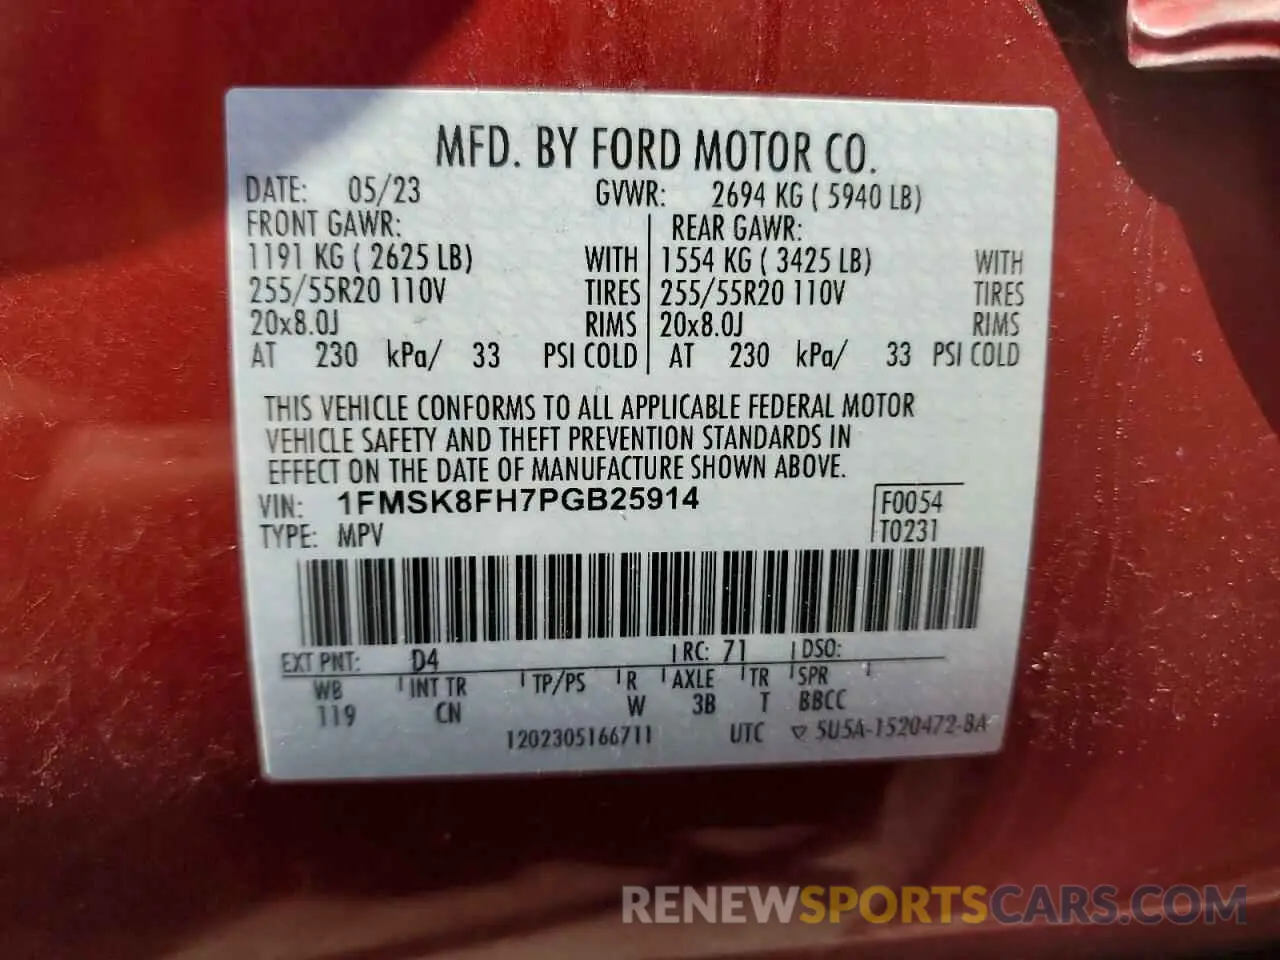 MFD. BY FORD MOTOR CO.
DATE: 05/23 GVWR: 2694 KG ( 5940 LB)
FRONT GAWR: REAR GAWR:
1191 KG ( 2625 LB) WITH 1554 KG ( 3425 LB) WITH
255/55R20 110V TIRES 255/55R20 110V TIRES
20x8.0J RIMS 20x8.0J RIMS
AT 230 kPa/ 33 PSI COLD AT 230 kPa/ 33 PSI COLD
THIS VEHICLE CONFORMS TO ALL APPLICABLE FEDERAL MOTOR
VEHICLE SAFETY AND THEFT PREVENTION STANDARDS IN
EFFECT ON THE DATE OF MANUFACTURE SHOWN ABOVE.
VIN: 1FMSK8FH7PGB25914 F0054
TYPE: MPV T0231
EXT PNT: D4 RC: 71 DSO:
WB INT TR TP/PS R AXLE TR SPR
119 CN W 3B T BBCC
1202305166711 UTC 5U5A-1520472-BA
RENEWSPORTSCARS.COM